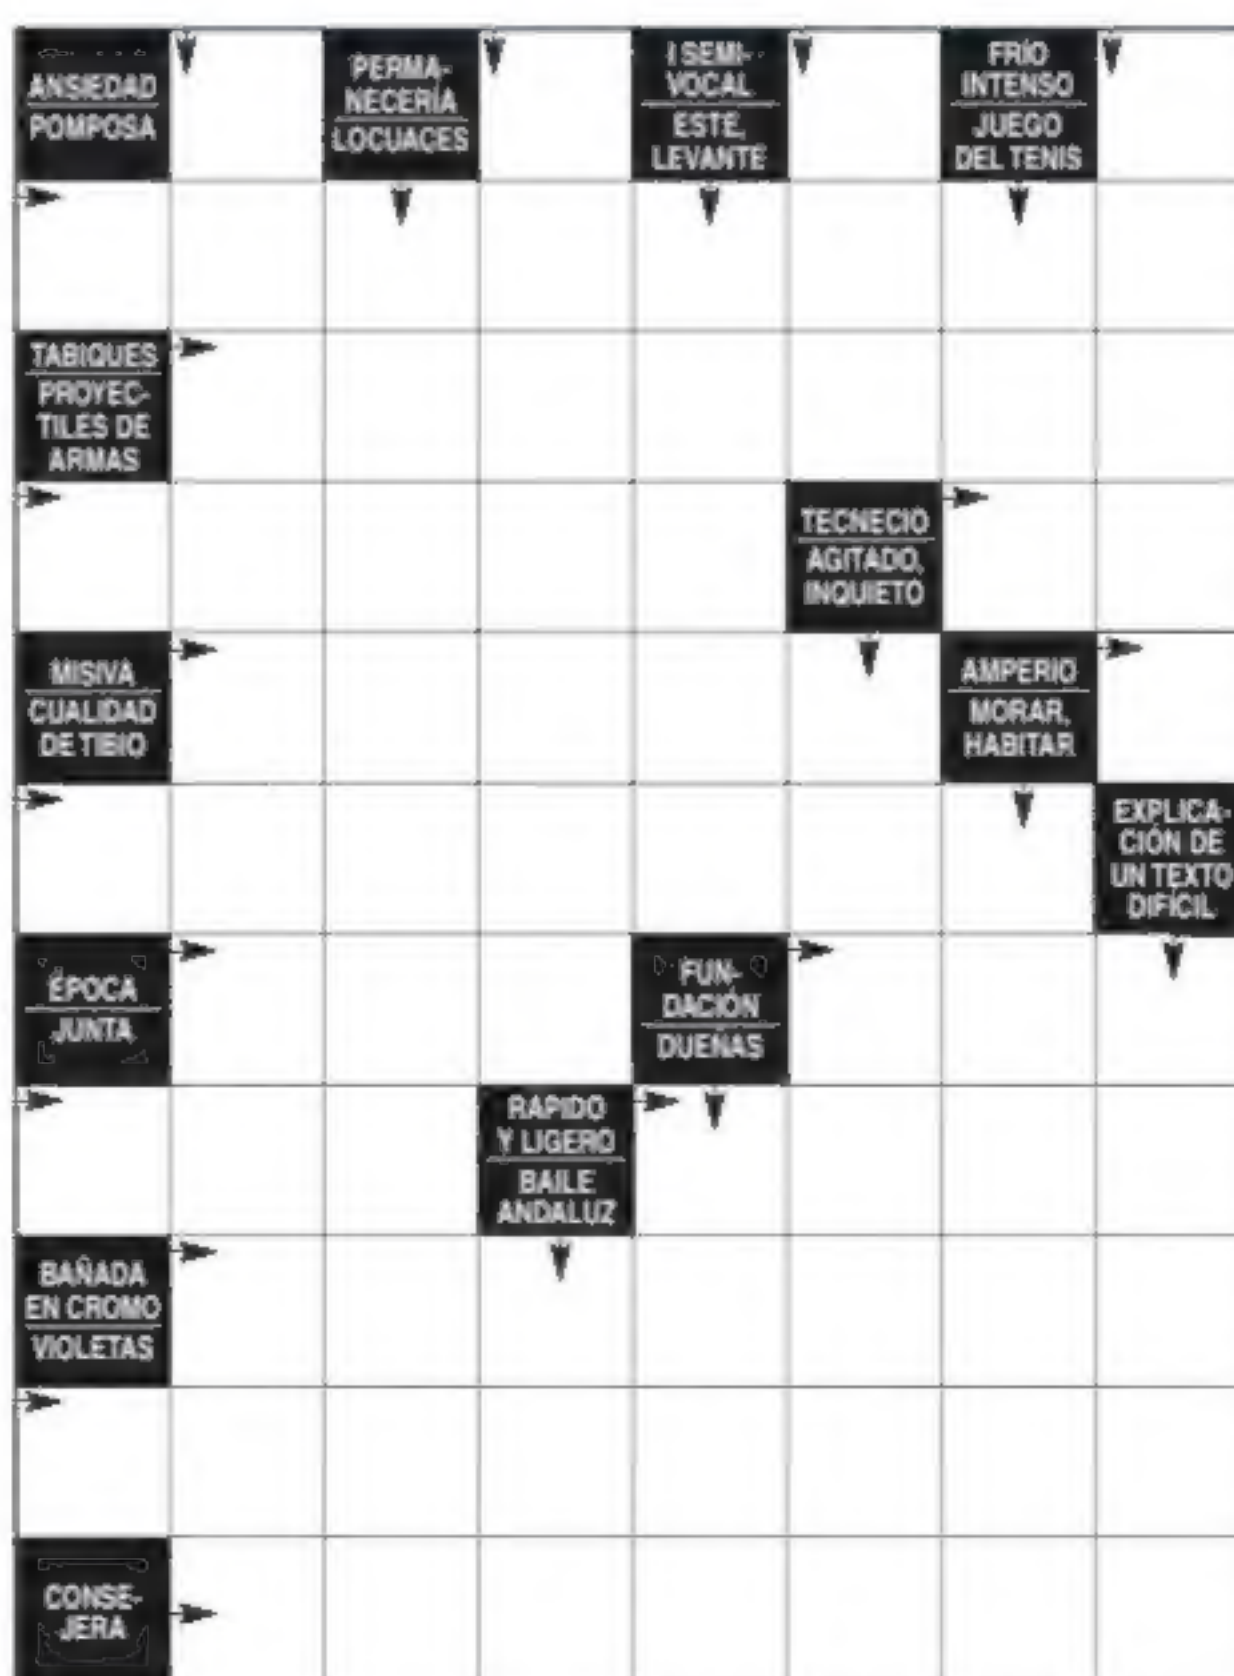 ANSIEDAD
POMPOSA
PERMA-
NECERÍA
LOCUACES
I SEMI-
VOCAL
ESTE,
LEVANTE
FRÍO
INTENSO
JUEGO
DEL TENIS
TABIQUES
PROYEC-
TILES DE
ARMAS
TECNECIO
AGITADO,
INQUIETO
MISIVA
CUALIDAD
DE TIBIO
AMPERIO
MORAR,
HABITAR
EXPLICA-
CIÓN DE
UN TEXTO
DIFÍCIL
ÉPOCA
JUNTA
FUN-
DACIÓN
DUEÑAS
RÁPIDO
Y LIGERO
BAILE
ANDALUZ
BAÑADA
EN CROMO
VIOLETAS
CONSE-
JERA